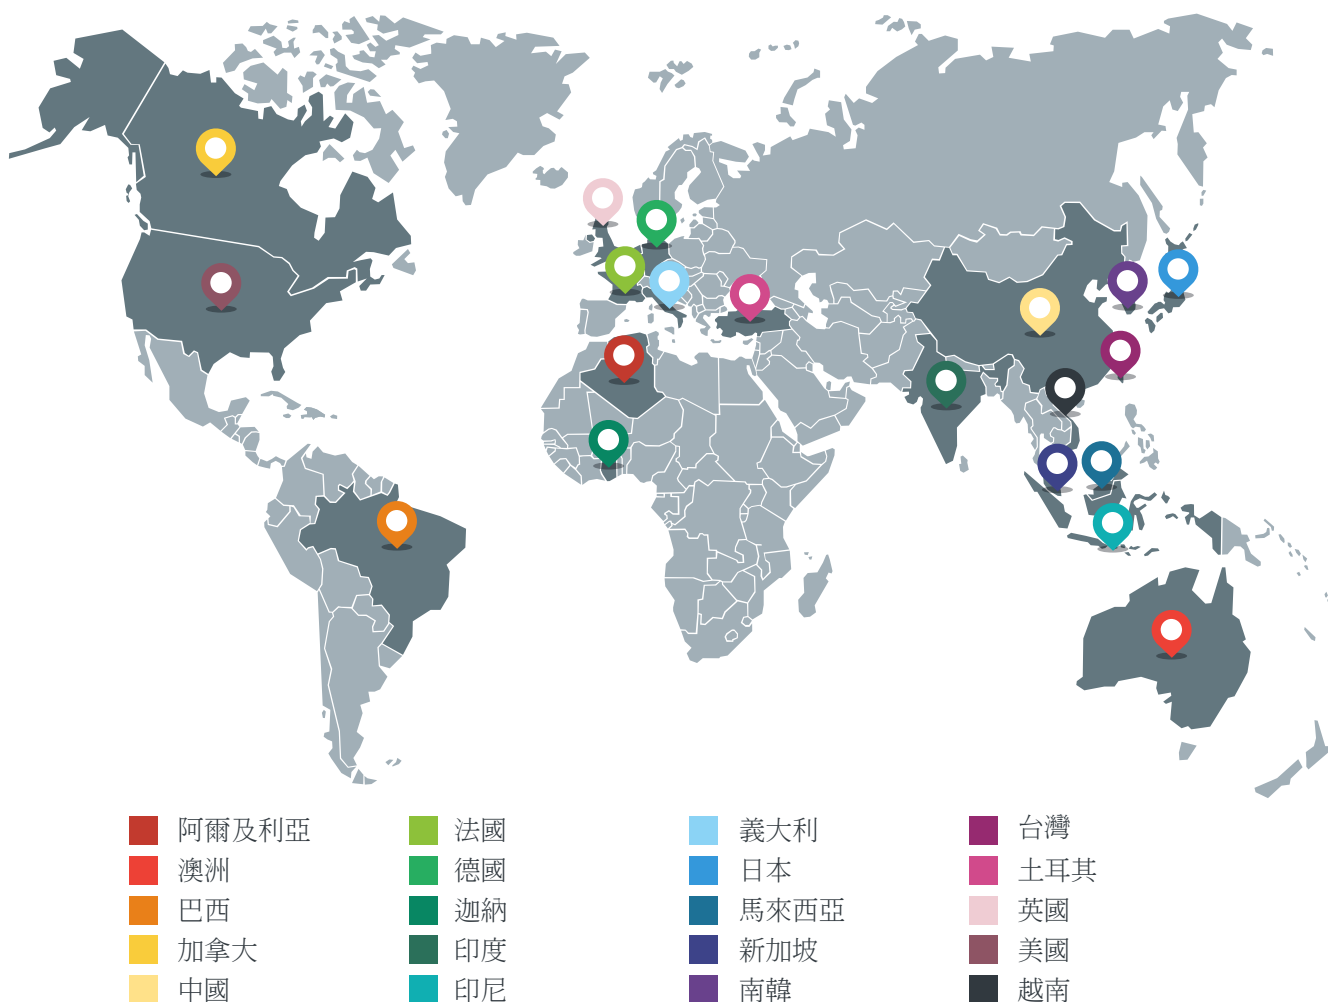 阿爾及利亞
澳洲
巴西
加拿大
中國
法國
德國
迦納
印度
印尼
義大利
日本
馬來西亞
新加坡
南韓
台灣
土耳其
英國
美國
越南